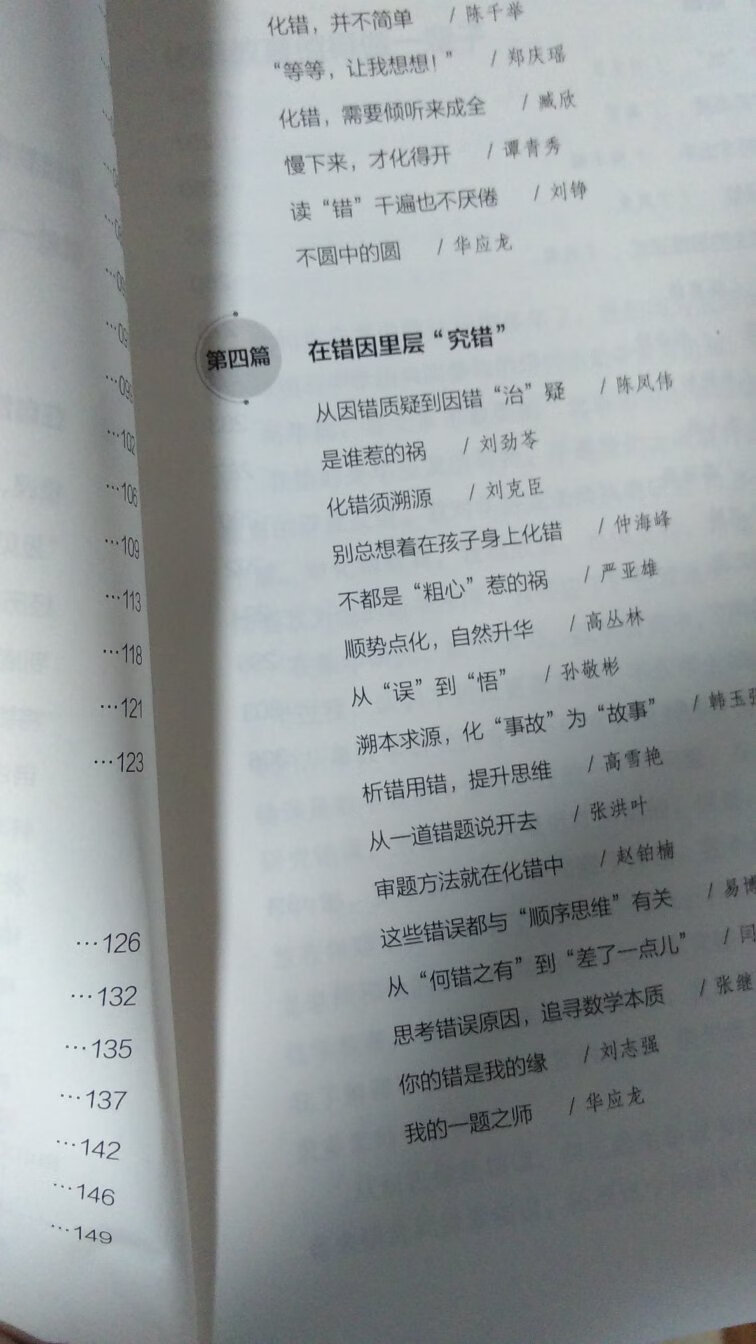 …098
…102
…106
…109
…113
…118
…121
…123
…126
…132
…135
…137
…142
…146
…149
化错，并不简单 / 陈千举
“等等，让我想想！” / 郑庆瑶
化错，需要倾听来成全 / 臧欣
慢下来，才化得开 / 谭青秀
读“错”千遍也不厌倦 / 刘铮
不圆中的圆 / 华应龙
第四篇 在错因里层“究错”
从因错质疑到因错“治”疑 / 陈凤伟
是谁惹的祸 / 刘劲苓
化错须溯源 / 刘克臣
别总想着在孩子身上化错 / 仲海峰
不都是“粗心”惹的祸 / 严亚雄
顺势点化，自然升华 / 高丛林
从“误”到“悟” / 孙敬彬
溯本求源，化“事故”为“故事” / 韩玉
析错用错，提升思维 / 高雪艳
从一道错题说开去 / 张洪叶
审题方法就在化错中 / 赵铂楠
这些错误都与“顺序思维”有关 / 易博
从“何错之有”到“差了一点儿” / 闫
思考错误原因，追寻数学本质 / 张继
你的错是我的缘 / 刘志强
我的一题之师 / 华应龙